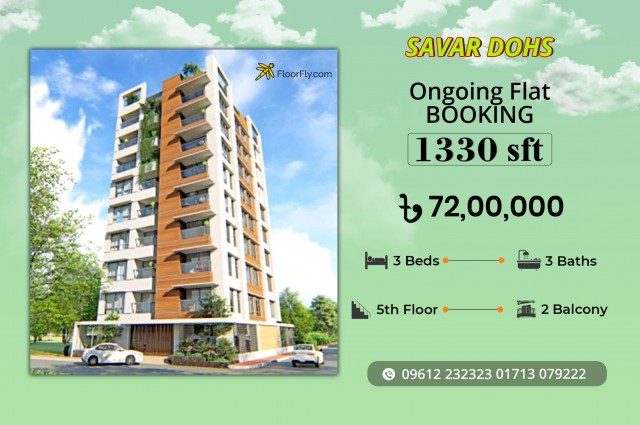 FloorFly.com
SAVAR DOHS
Ongoing Flat
BOOKING
1330 sft
৳ 72,00,000
3 Beds
3 Baths
5th Floor
2 Balcony
09612 232323 01713 079222